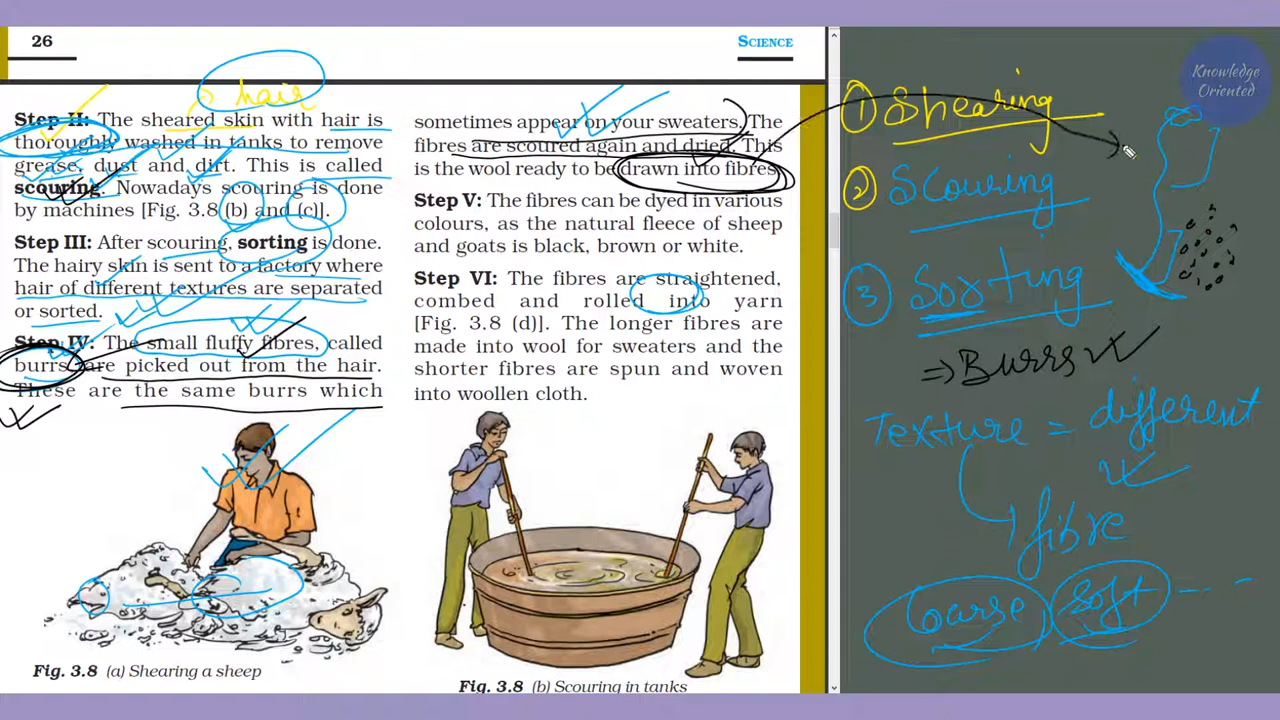 26
SCIENCE
hair
Step II: The sheared skin with hair is
thoroughly washed in tanks to remove
grease, dust and dirt. This is called
scouring. Nowadays scouring is done
by machines [Fig. 3.8 (b) and (c)].
Step III: After scouring, sorting is done.
The hairy skin is sent to a factory where
hair of different textures are separated
or sorted.
Step IV: The small fluffy fibres, called
burrs, are picked out from the hair.
These are the same burrs which
Fig. 3.8 (a) Shearing a sheep
sometimes appear on your sweaters. The
fibres are scoured again and dried. This
is the wool ready to be drawn into fibres.
Step V: The fibres can be dyed in various
colours, as the natural fleece of sheep
and goats is black, brown or white.
Step VI: The fibres are straightened,
combed and rolled into yarn
[Fig. 3.8 (d)]. The longer fibres are
made into wool for sweaters and the
shorter fibres are spun and woven
into woollen cloth.
Fig. 3.8 (b) Scouring in tanks
Knowledge
Oriented
① Shearing
② Scouring
③ Sorting
⇒ Burrs
Texture = different
fibre
Coarse Soft ---